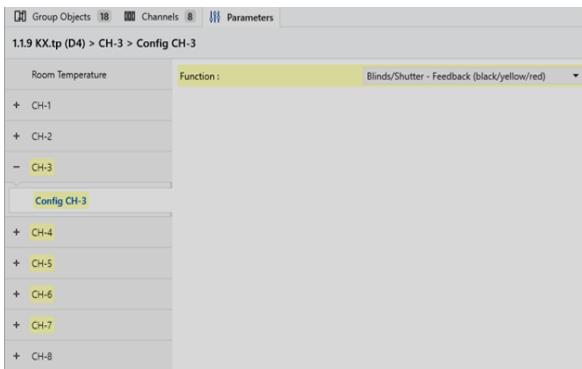 Group Objects 18 Channels 8 Parameters
1.1.9 KX.tp (D4) > CH-3 > Config CH-3
Room Temperature
Function : Blinds/Shutter - Feedback (black/yellow/red)
+ CH-1
+ CH-2
− CH-3
Config CH-3
+ CH-4
+ CH-5
+ CH-6
+ CH-7
+ CH-8